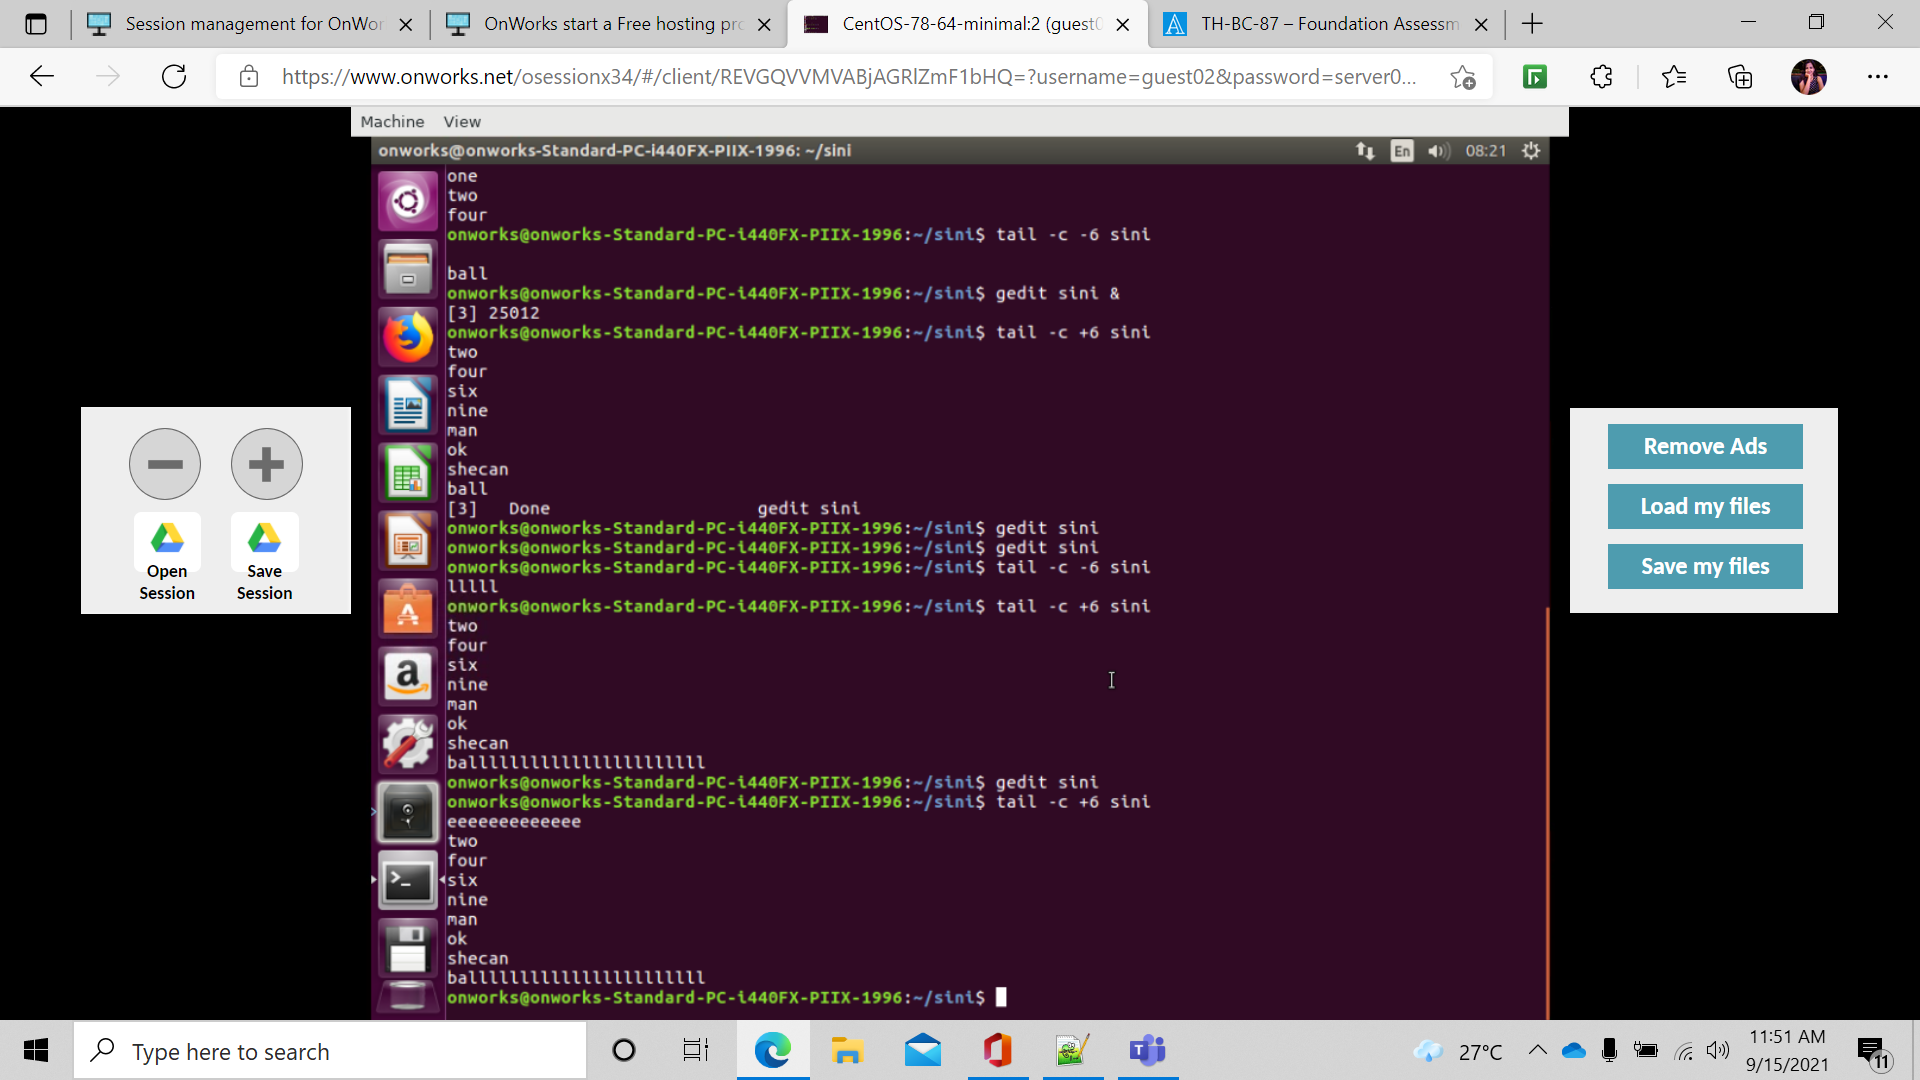 Session management for OnWor
OnWorks start a Free hosting pro
CentOS-78-64-minimal:2 (guest0
TH-BC-87 – Foundation Assessm
https://www.onworks.net/osessionx34/#/client/REVGQVVMVABjAGRlZmF1bHQ=?username=guest02&password=server0...
Machine View
onworks@onworks-Standard-PC-i440FX-PIIX-1996: ~/sini
En
08:21
one
two
four
onworks@onworks-Standard-PC-i440FX-PIIX-1996:~/sini$ tail -c -6 sini
ball
onworks@onworks-Standard-PC-i440FX-PIIX-1996:~/sini$ gedit sini &
[3] 25012
onworks@onworks-Standard-PC-i440FX-PIIX-1996:~/sini$ tail -c +6 sini
two
four
six
nine
man
ok
shecan
ball
[3]   Done                    gedit sini
onworks@onworks-Standard-PC-i440FX-PIIX-1996:~/sini$ gedit sini
onworks@onworks-Standard-PC-i440FX-PIIX-1996:~/sini$ gedit sini
onworks@onworks-Standard-PC-i440FX-PIIX-1996:~/sini$ tail -c -6 sini
lllll
onworks@onworks-Standard-PC-i440FX-PIIX-1996:~/sini$ tail -c +6 sini
two
four
six
nine
man
ok
shecan
balllllllllllllllllllllll
onworks@onworks-Standard-PC-i440FX-PIIX-1996:~/sini$ gedit sini
onworks@onworks-Standard-PC-i440FX-PIIX-1996:~/sini$ tail -c +6 sini
eeeeeeeeeeeee
two
four
six
nine
man
ok
shecan
balllllllllllllllllllllll
onworks@onworks-Standard-PC-i440FX-PIIX-1996:~/sini$
Open
Session
Save
Session
Remove Ads
Load my files
Save my files
Type here to search
27°C
11:51 AM
9/15/2021
11